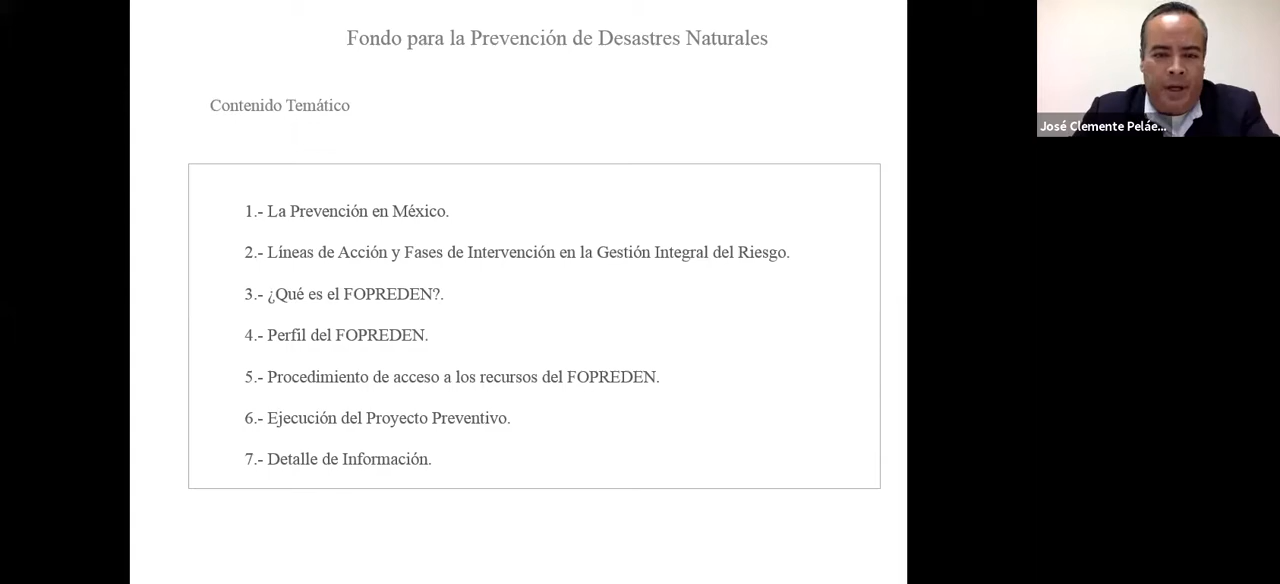 Fondo para la Prevención de Desastres Naturales
Contenido Temático
1.- La Prevención en México.
2.- Líneas de Acción y Fases de Intervención en la Gestión Integral del Riesgo.
3.- ¿Qué es el FOPREDEN?.
4.- Perfil del FOPREDEN.
5.- Procedimiento de acceso a los recursos del FOPREDEN.
6.- Ejecución del Proyecto Preventivo.
7.- Detalle de Información.
José Clemente Peláe...